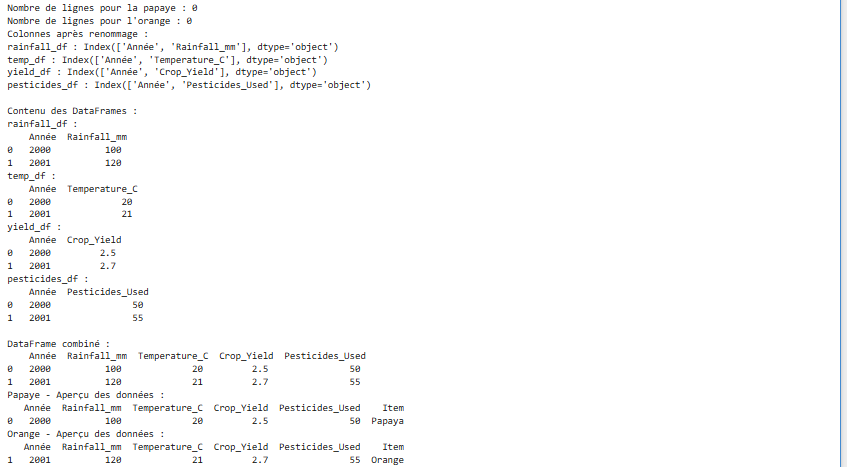 Nombre de lignes pour la papaye : 0
Nombre de lignes pour l'orange : 0
Colonnes après renommage :
rainfall_df : Index(['Année', 'Rainfall_mm'], dtype='object')
temp_df : Index(['Année', 'Temperature_C'], dtype='object')
yield_df : Index(['Année', 'Crop_Yield'], dtype='object')
pesticides_df : Index(['Année', 'Pesticides_Used'], dtype='object')
Contenu des DataFrames :
rainfall_df :
   Année  Rainfall_mm
0   2000          100
1   2001          120
temp_df :
   Année  Temperature_C
0   2000             20
1   2001             21
yield_df :
   Année  Crop_Yield
0   2000         2.5
1   2001         2.7
pesticides_df :
   Année  Pesticides_Used
0   2000               50
1   2001               55
DataFrame combiné :
   Année  Rainfall_mm  Temperature_C  Crop_Yield  Pesticides_Used
0   2000          100             20         2.5               50
1   2001          120             21         2.7               55
Papaye - Aperçu des données :
   Année  Rainfall_mm  Temperature_C  Crop_Yield  Pesticides_Used    Item
0   2000          100             20         2.5               50  Papaya
Orange - Aperçu des données :
   Année  Rainfall_mm  Temperature_C  Crop_Yield  Pesticides_Used    Item
1   2001          120             21         2.7               55  Orange